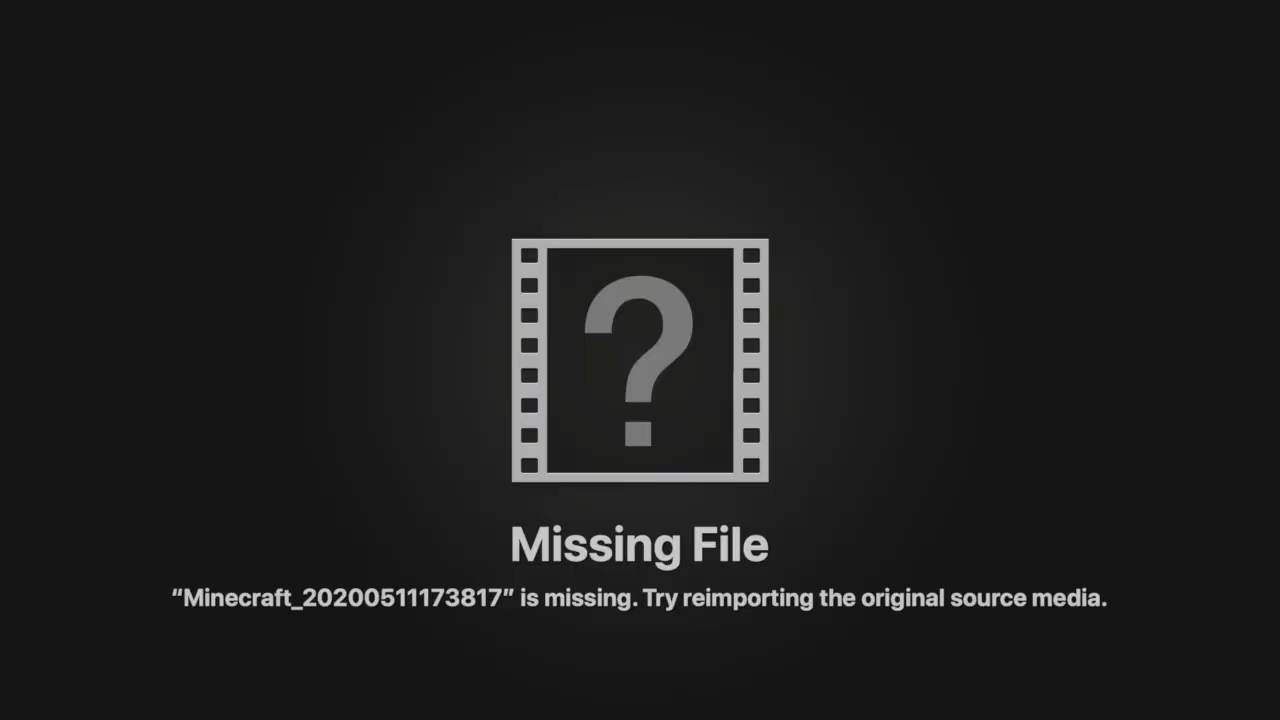 ?
Missing File
“Minecraft_20200511173817” is missing. Try reimporting the original source media.